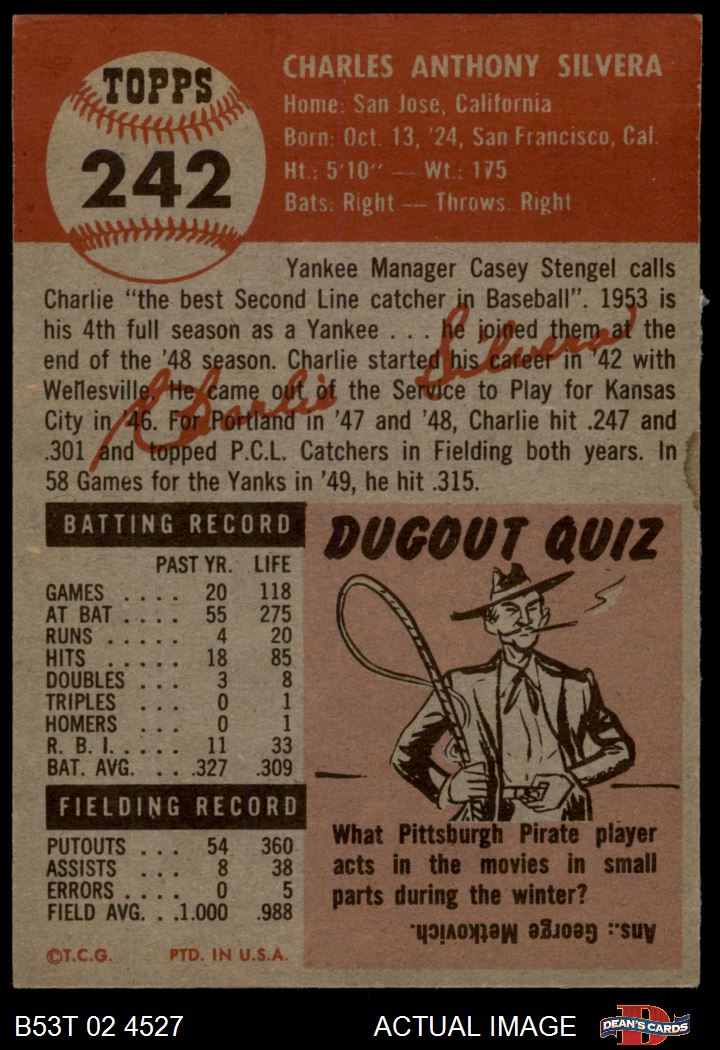 TOPPS
242
CHARLES ANTHONY SILVERA
Home: San Jose, California
Born: Oct. 13, '24, San Francisco, Cal.
Ht.: 5'10" — Wt.: 175
Bats: Right — Throws: Right
Yankee Manager Casey Stengel calls
Charlie "the best Second Line catcher in Baseball". 1953 is
his 4th full season as a Yankee . . . he joined them at the
end of the '48 season. Charlie started his career in '42 with
Wellesville. He came out of the Service to Play for Kansas
City in '46. For Portland in '47 and '48, Charlie hit .247 and
.301 and topped P.C.L. Catchers in Fielding both years. In
58 Games for the Yanks in '49, he hit .315.
Charlie Silvera
BATTING RECORD
PAST YR. LIFE
GAMES . . . . 20 118
AT BAT . . . . 55 275
RUNS . . . . . 4 20
HITS . . . . . 18 85
DOUBLES . . . 3 8
TRIPLES . . . 0 1
HOMERS . . . 0 1
R. B. I. . . . . . 11 33
BAT. AVG. . . .327 .309
FIELDING RECORD
PUTOUTS . . . 54 360
ASSISTS . . . 8 38
ERRORS . . . . 0 5
FIELD AVG. . .1.000 .988
©T.C.G. PTD. IN U.S.A.
DUGOUT QUIZ
What Pittsburgh Pirate player
acts in the movies in small
parts during the winter?
Ans.: George Metkovich.
B53T 02 4527
ACTUAL IMAGE
D
DEAN'S CARDS